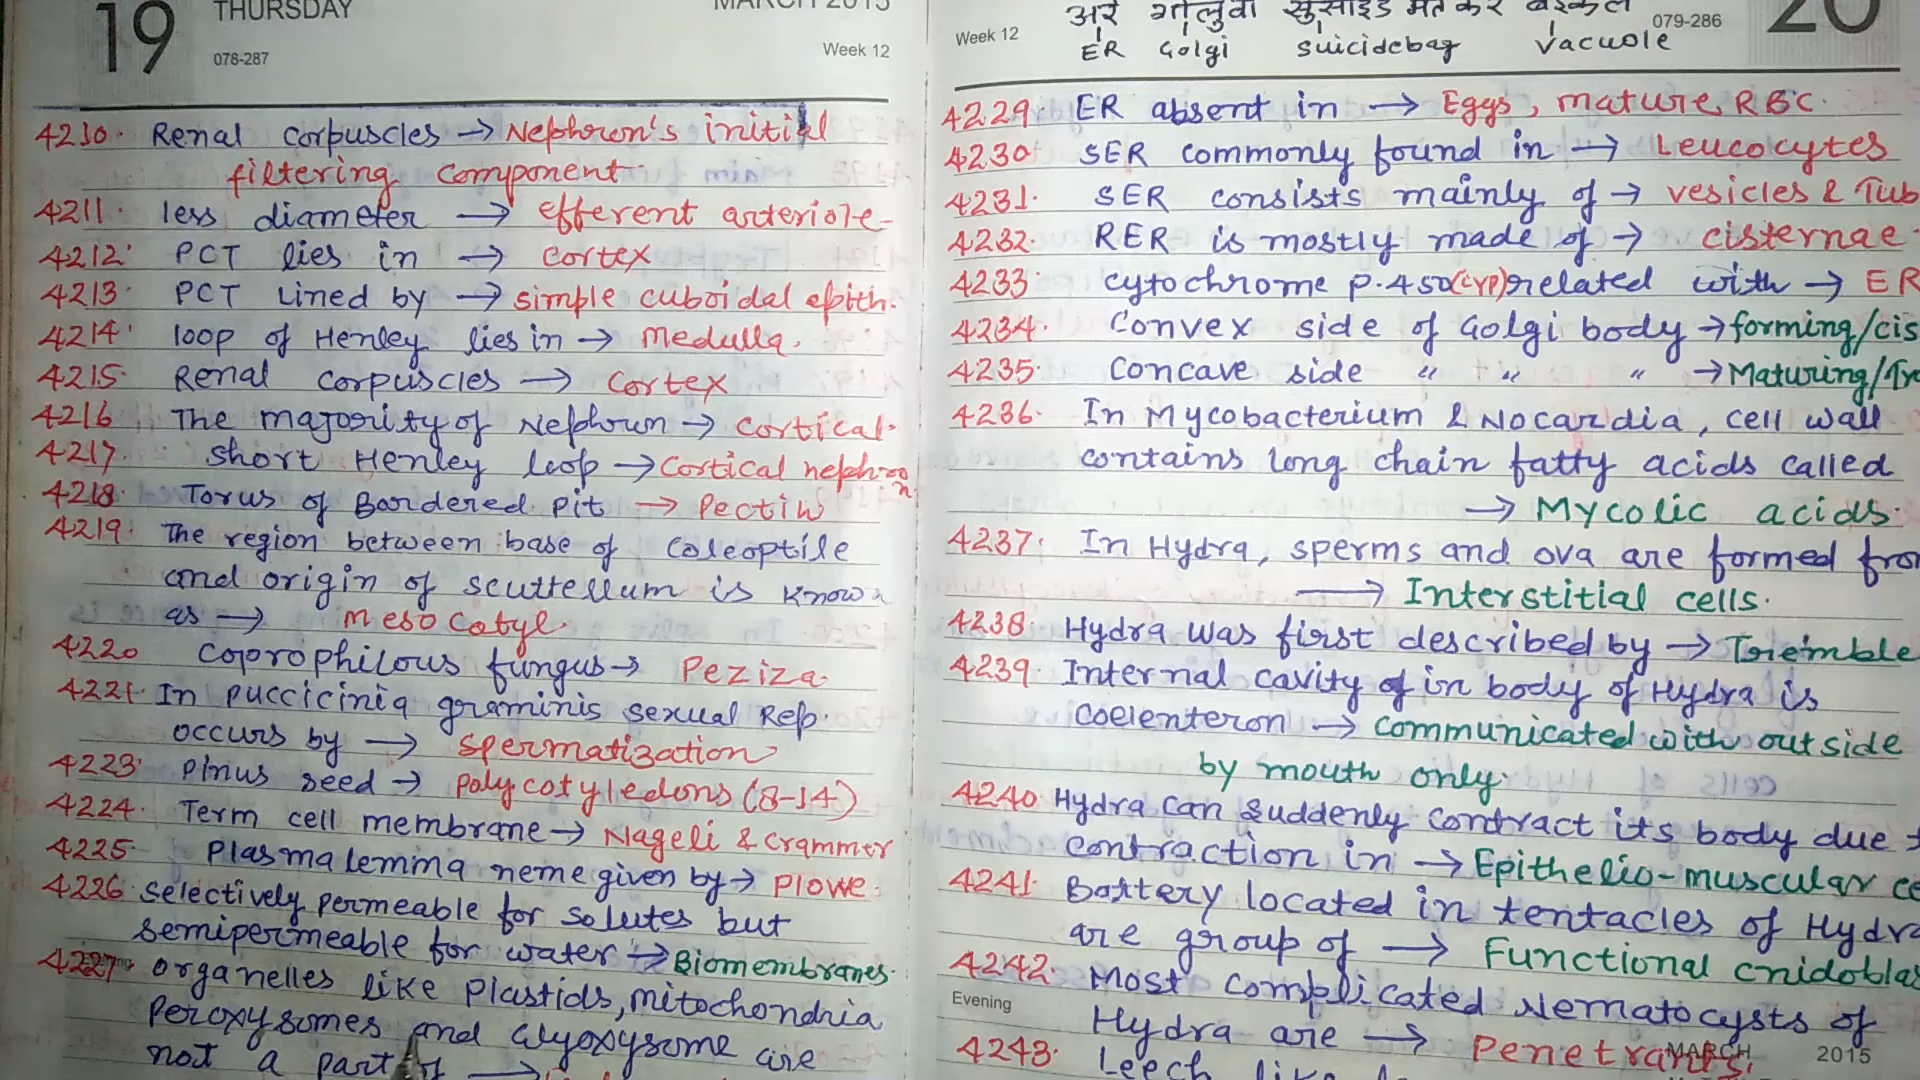 19 THURSDAY
078-287
Week 12
4210. Renal corpuscles → Nephron's initial
filtering component
4211. less diameter → efferent arteriole
4212. PCT lies in → cortex
4213. PCT lined by → simple cuboidal epith.
4214. loop of Henley lies in → Medulla.
4215. Renal corpuscles → Cortex
4216 The majority of Nephron → cortical.
4217. short Henley loop → Cortical nephron
4218. Torus of Bordered pit → Pectin
4219. The region between base of coleoptile
and origin of scuttellum is known
as → mesocotyl.
4220 Coprophilous fungus → Peziza.
4221. In pucciciniq graminis sexual Rep.
occurs by → spermatization
4223. Pinus seed → polycotyledons (8-14)
4224. Term cell membrane → Nageli & crammer
4225 Plasmalemma neme given by → Plowe.
4226. selectively permeable for solutes but
semipermeable for water → Biomembranes.
4227. organelles like plastids, mitochondria
peroxysomes and Glyoxysome are
not a part of →
Week 12
अरे गोलुवा सुसाइड मत कर
079-286
20
ER Golgi suicidebag vacuole
4229. ER absent in → Eggs, mature RBC.
4230. SER commonly found in → Leucocytes
4231. SER consists mainly of → vesicles & Tub
4232. RER is mostly made of → cisternae.
4233. cytochrome p.450(cyp) related with → ER
4234. Convex side of Golgi body → forming/cis
4235. Concave side " " " → Maturing/Tra
4236. In Mycobacterium & Nocardia, cell wall
contains long chain fatty acids called
→ Mycolic acids.
4237. In Hydra, sperms and ova are formed from
→ Interstitial cells.
4238. Hydra was first described by → Triemble
4239. Internal cavity of in body of Hydra is
coelenteron → communicated with outside
by mouth only.
4240. Hydra can suddenly contract its body due t
contraction in → Epithelio-muscular ce
4241. Battery located in tentacles of Hydra
are group of → Functional cnidoblas
4242. Most complicated Nematocysts of
Evening
Hydra are → Penetrants.
4243. Leech like
MARCH 2015